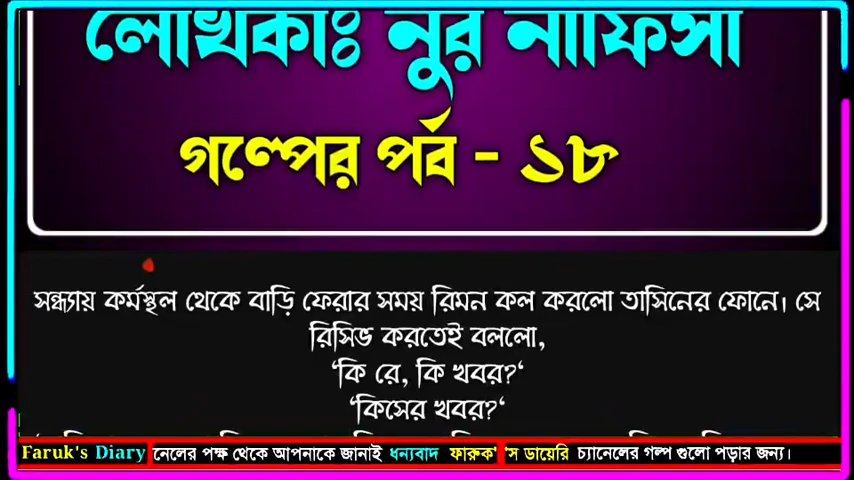 লেখিকাঃ নুর নাফিসা
গল্পের পর্ব - ১৮
সন্ধ্যায় কর্মস্থল থেকে বাড়ি ফেরার সময় রিমন কল করলো তাসিনের ফোনে। সে
রিসিভ করতেই বললো,
‘কি রে, কি খবর?‘
‘কিসের খবর?‘
Faruk's Diary নেলের পক্ষ থেকে আপনাকে জানাই ধন্যবাদ ফারুক' 'স ডায়েরি চ্যানেলের গল্প গুলো পড়ার জন্য।